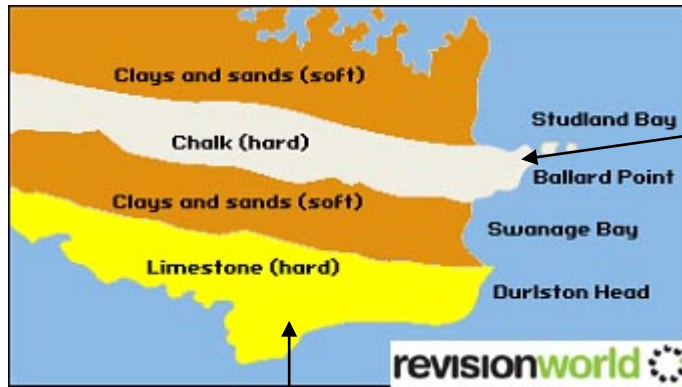 Clays and sands (soft)
Studland Bay
Chalk (hard)
Ballard Point
Clays and sands (soft)
Swanage Bay
Limestone (hard)
Durlston Head
revisionworld